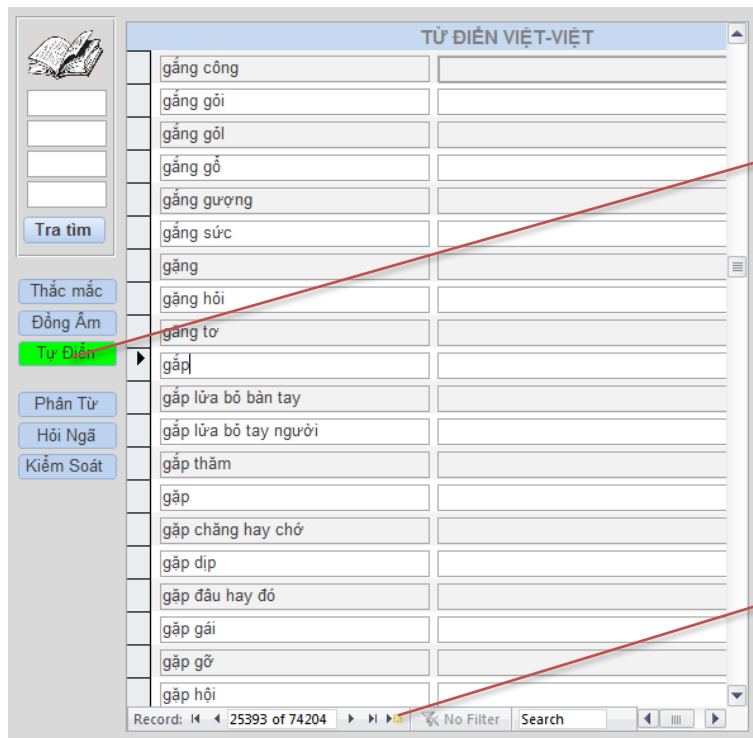 TỪ ĐIỂN VIỆT-VIỆT
gắng công
gắng gỏi
gắng gỏl
gắng gổ
gắng gượng
gắng sức
gặng
gặng hỏi
găng tơ
gắp
gắp lửa bỏ bàn tay
gắp lửa bỏ tay người
gắp thăm
gặp
gặp chăng hay chớ
gặp dịp
gặp đâu hay đó
gặp gái
gặp gỡ
gặp hội
Tra tìm
Thắc mắc
Đồng Âm
Tự Điển
Phân Từ
Hỏi Ngã
Kiểm Soát
Record: 25393 of 74204 No Filter Search